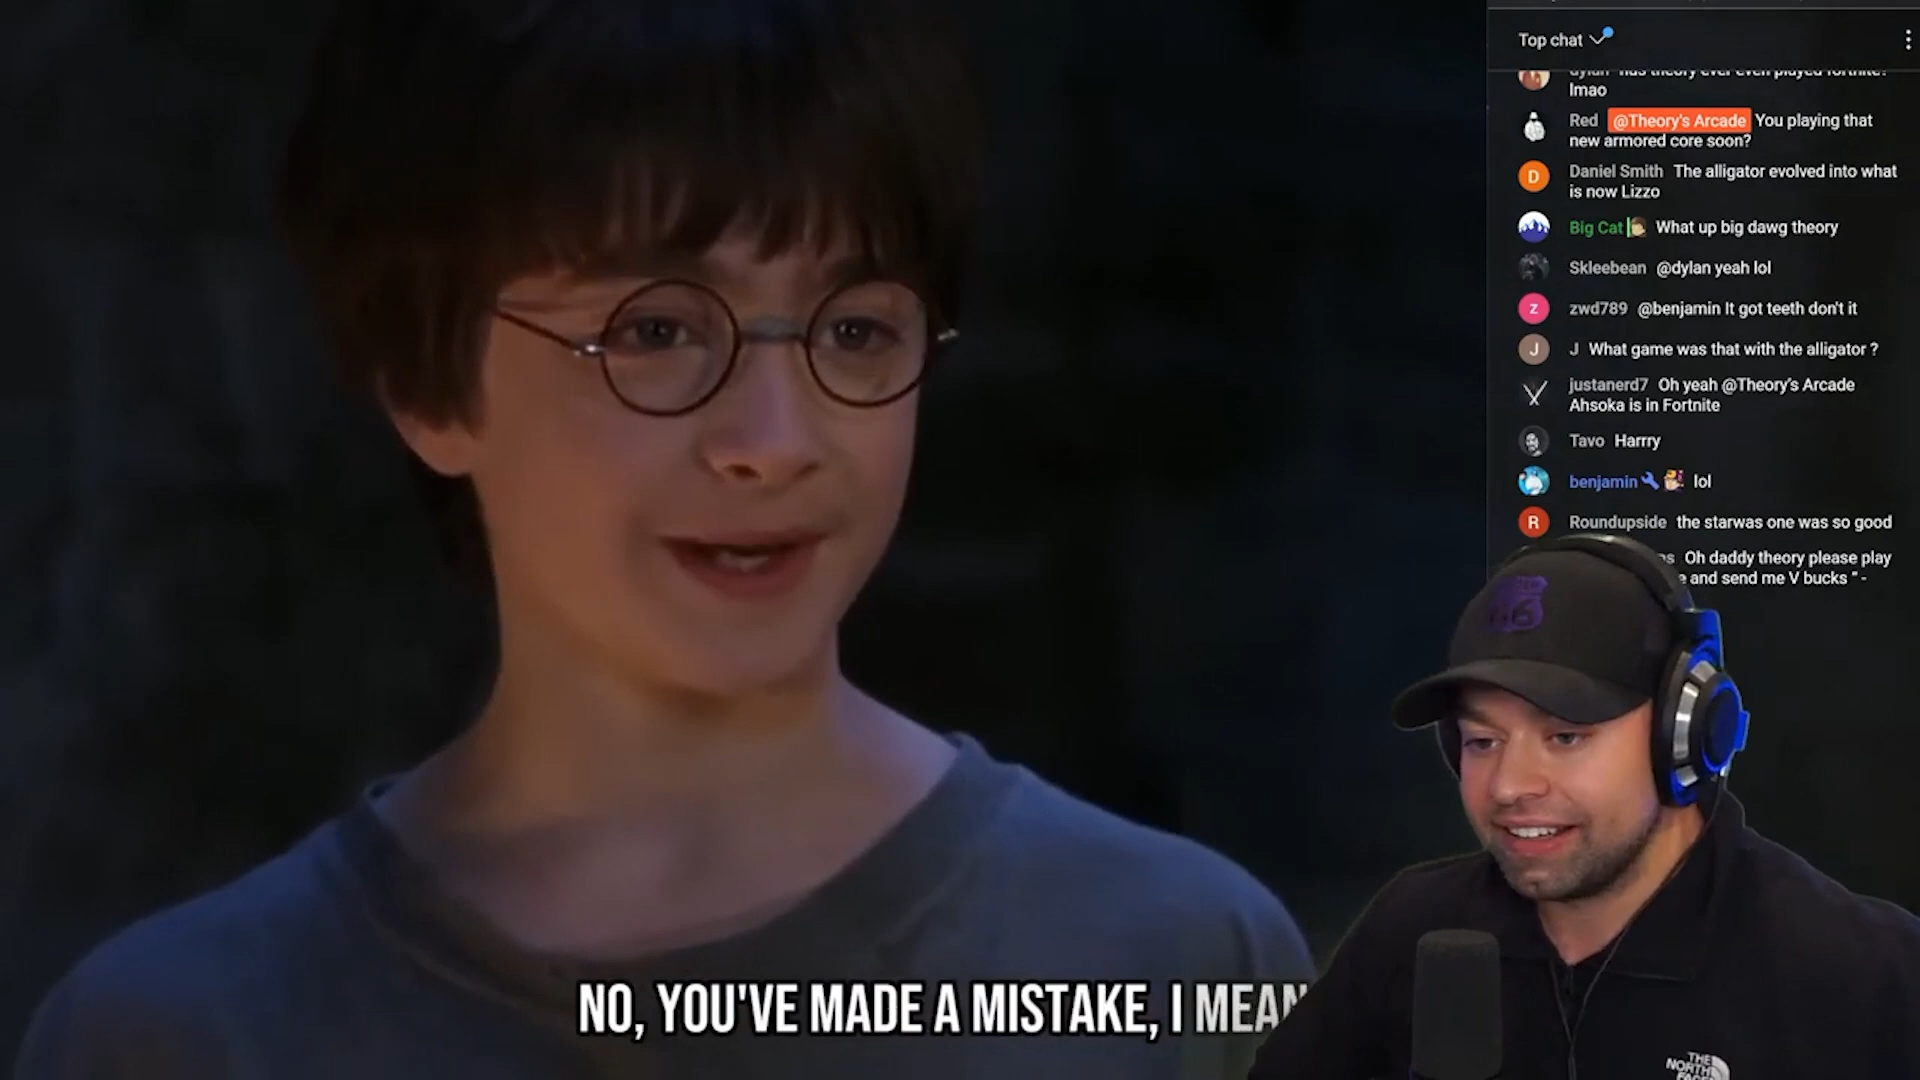 Top chat
lmao
Red @Theory's Arcade You playing that
new armored core soon?
D
Daniel Smith The alligator evolved into what
is now Lizzo
Big Cat What up big dawg theory
Skleebean @dylan yeah lol
z
zwd789 @benjamin It got teeth don't it
J
J What game was that with the alligator ?
justanerd7 Oh yeah @Theory's Arcade
Ahsoka is in Fortnite
Tavo Harrry
benjamin lol
R
Roundupside the starwas one was so good
Oh daddy theory please play
and send me V bucks " -
NO, YOU'VE MADE A MISTAKE, I MEAN
THE
NORTH
FACE